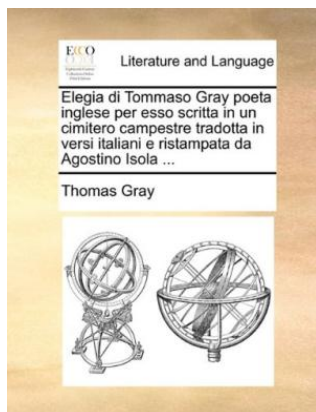 ECCO
Literature and Language
Elegia di Tommaso Gray poeta
inglese per esso scritta in un
cimitero campestre tradotta in
versi italiani e ristampata da
Agostino Isola ...
Thomas Gray